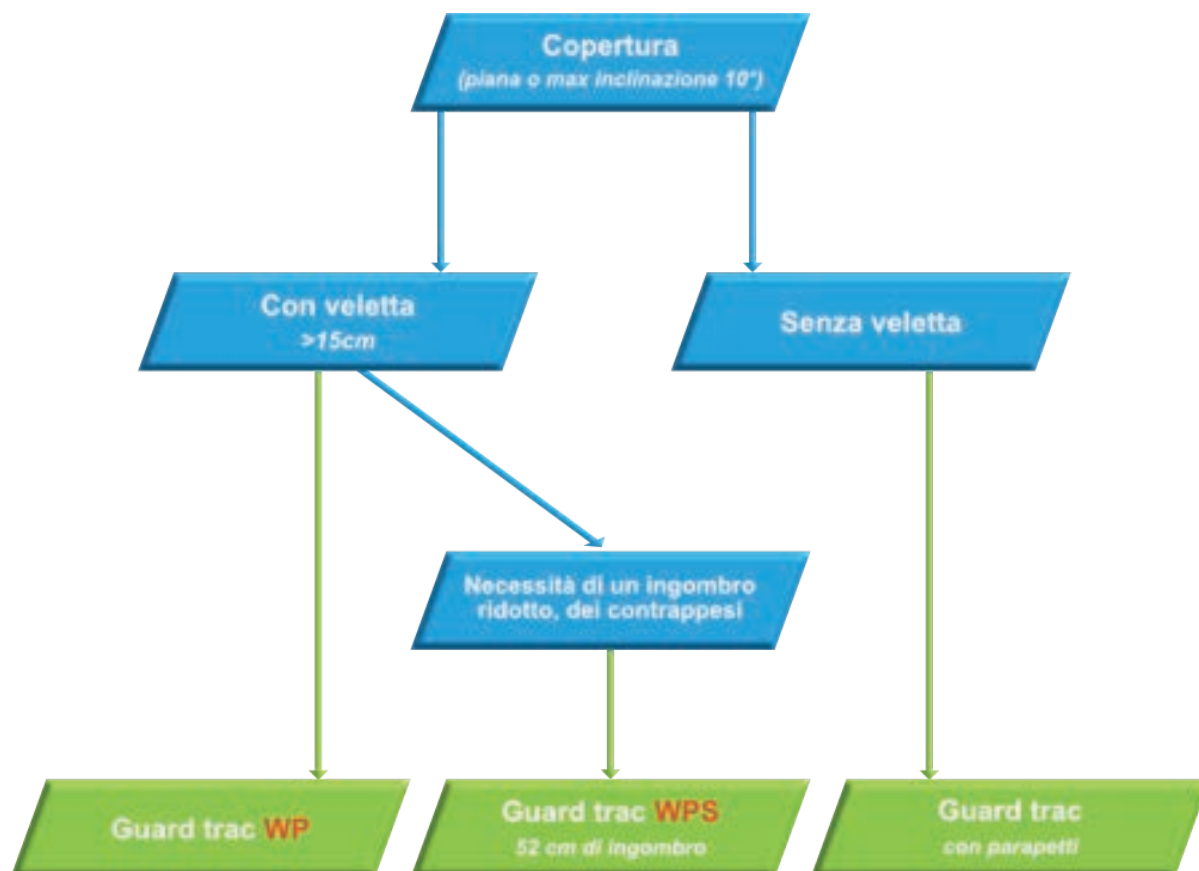 Copertura
(piana o max inclinazione 10°)
Con veletta
>15cm
Senza veletta
Necessità di un ingombro
ridotto, dei contrappesi
Guard trac WP
Guard trac WPS
52 cm di ingombro
Guard trac
con parapetti